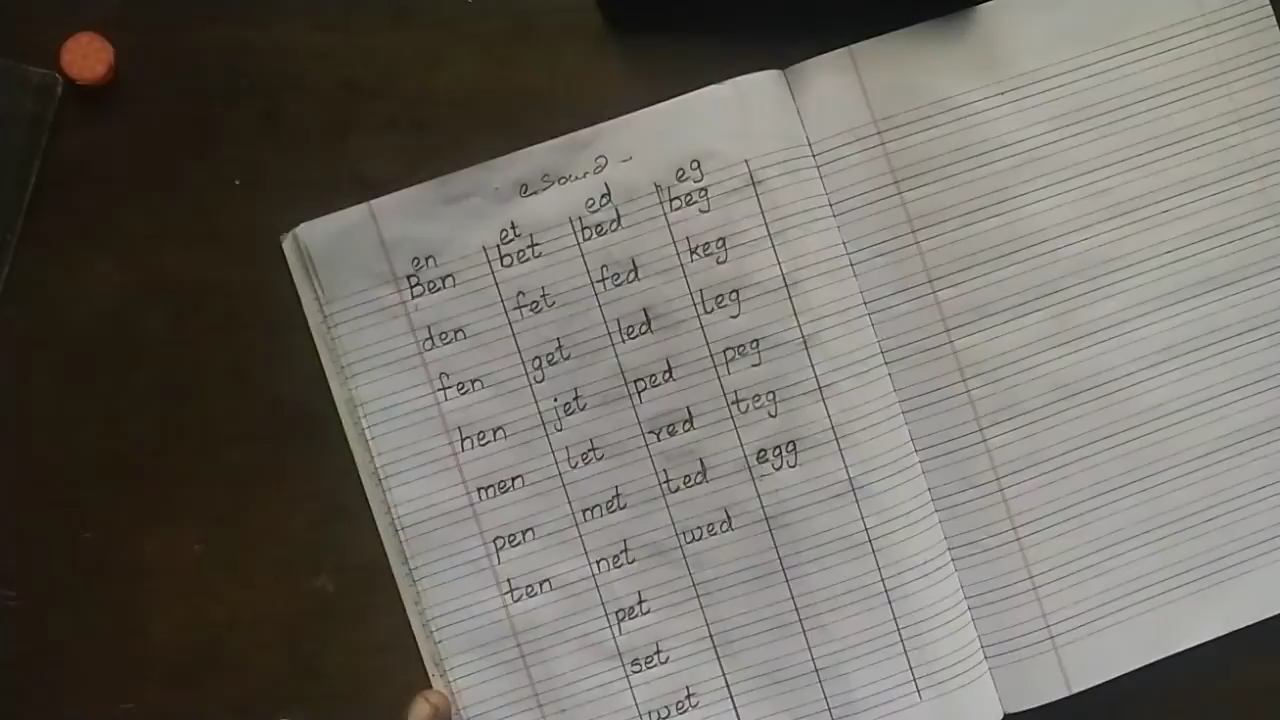 e Sound -
en et ed eg
Ben bet bed beg
den fet fed keg
fen get led leg
hen jet ped peg
men let red teg
pen met ted egg
ten net wed
pet
set
wet